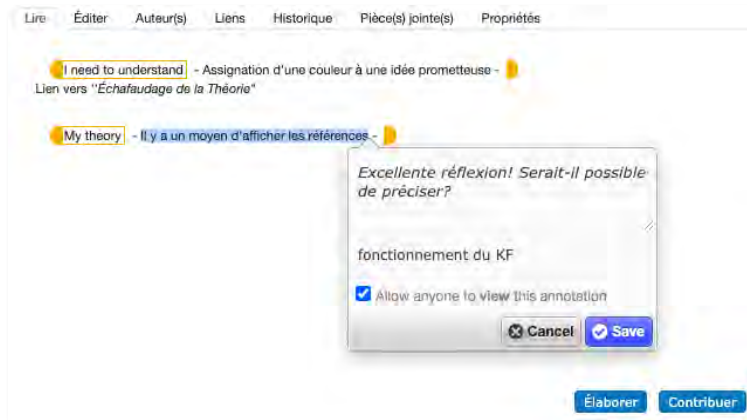 Lire Éditer Auteur(s) Liens Historique Pièce(s) jointe(s) Propriétés
I need to understand - Assignation d'une couleur à une idée prometteuse -
Lien vers "Échafaudage de la Théorie"
My theory - Il y a un moyen d'afficher les références -
Excellente réflexion! Serait-il possible
de préciser?
fonctionnement du KF
Allow anyone to view this annotation
Cancel Save
Élaborer Contribuer